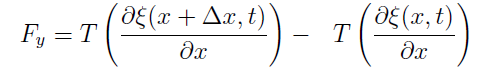 F_y = T ( ∂ξ(x + Δx, t) / ∂x ) − T ( ∂ξ(x, t) / ∂x )